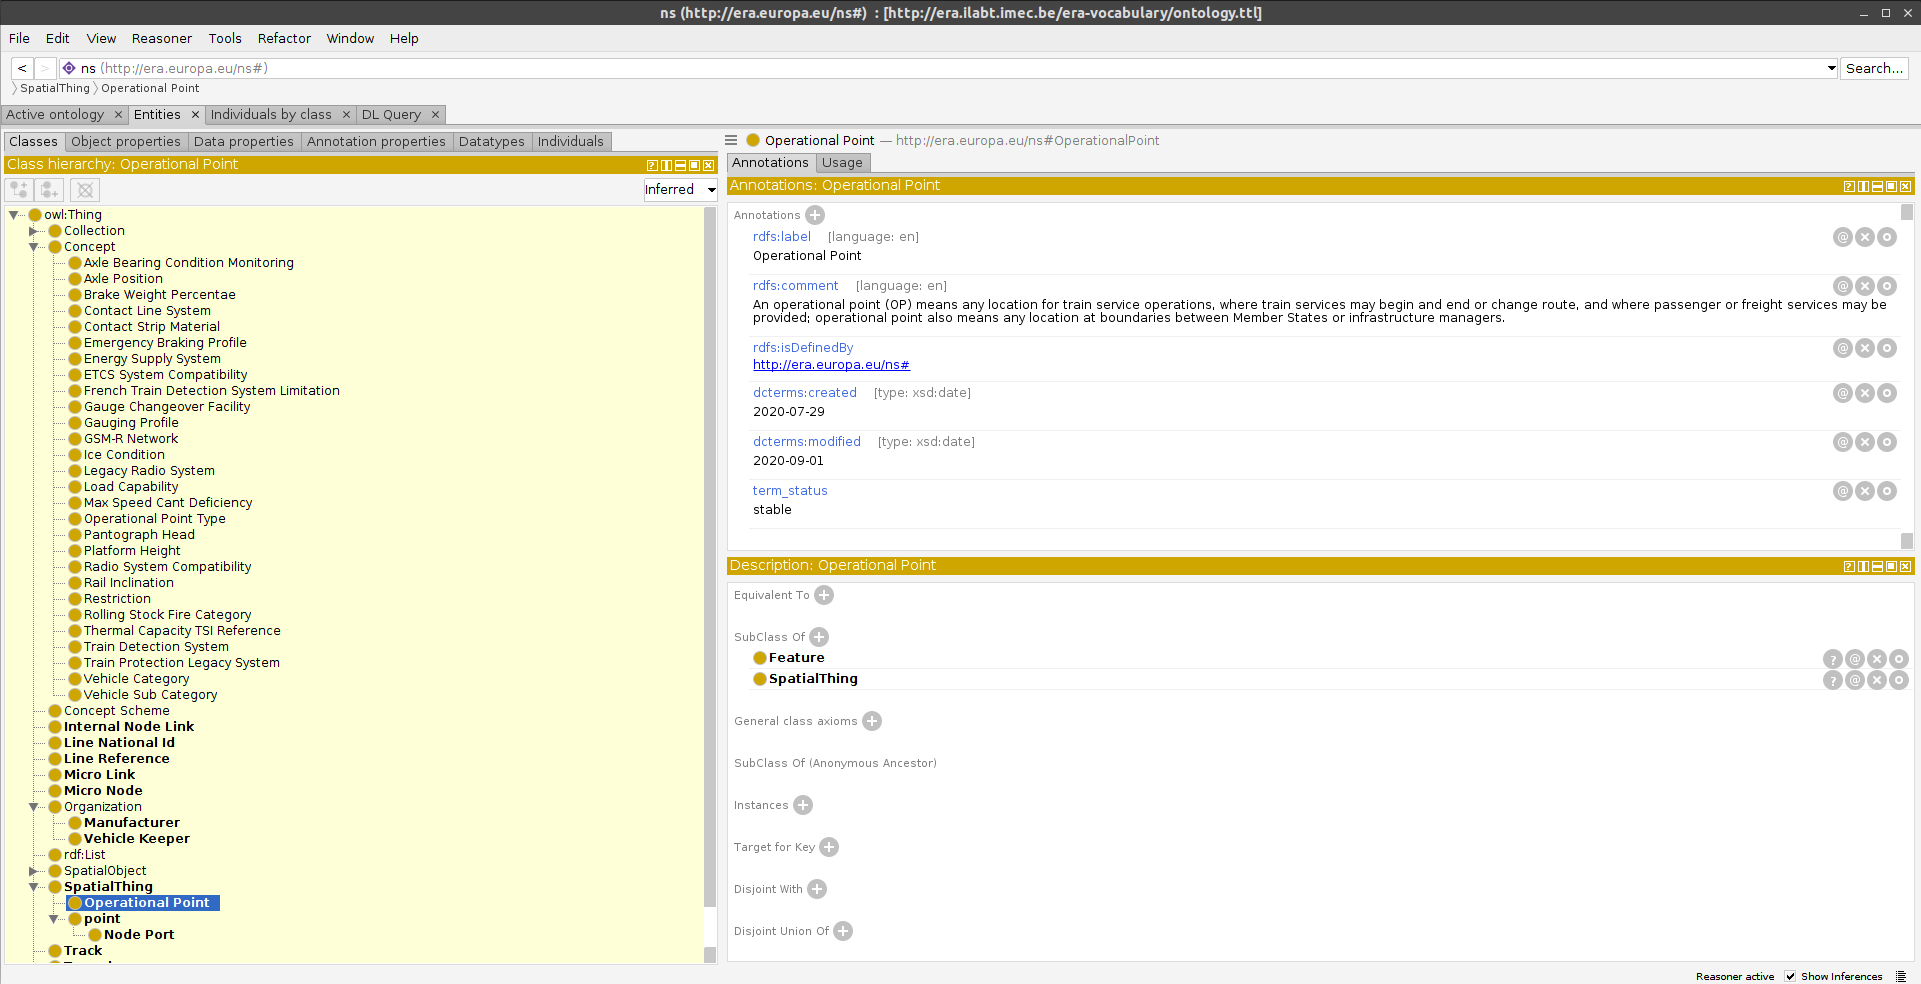 ns (http://era.europa.eu/ns#) : [http://era.ilabt.imec.be/era-vocabulary/ontology.ttl]
File Edit View Reasoner Tools Refactor Window Help
< > ns (http://era.europa.eu/ns#) Search...
SpatialThing Operational Point
Active ontology × Entities × Individuals by class × DL Query ×
Classes Object properties Data properties Annotation properties Datatypes Individuals
Class hierarchy: Operational Point
Inferred
owl:Thing
Collection
Concept
Axle Bearing Condition Monitoring
Axle Position
Brake Weight Percentae
Contact Line System
Contact Strip Material
Emergency Braking Profile
Energy Supply System
ETCS System Compatibility
French Train Detection System Limitation
Gauge Changeover Facility
Gauging Profile
GSM-R Network
Ice Condition
Legacy Radio System
Load Capability
Max Speed Cant Deficiency
Operational Point Type
Pantograph Head
Platform Height
Radio System Compatibility
Rail Inclination
Restriction
Rolling Stock Fire Category
Thermal Capacity TSI Reference
Train Detection System
Train Protection Legacy System
Vehicle Category
Vehicle Sub Category
Concept Scheme
Internal Node Link
Line National Id
Line Reference
Micro Link
Micro Node
Organization
Manufacturer
Vehicle Keeper
rdf:List
SpatialObject
SpatialThing
Operational Point
point
Node Port
Track
Operational Point — http://era.europa.eu/ns#OperationalPoint
Annotations Usage
Annotations: Operational Point
Annotations
rdfs:label [language: en]
Operational Point
rdfs:comment [language: en]
An operational point (OP) means any location for train service operations, where train services may begin and end or change route, and where passenger or freight services may be
provided; operational point also means any location at boundaries between Member States or infrastructure managers.
rdfs:isDefinedBy
http://era.europa.eu/ns#
dcterms:created [type: xsd:date]
2020-07-29
dcterms:modified [type: xsd:date]
2020-09-01
term_status
stable
Description: Operational Point
Equivalent To
SubClass Of
Feature
SpatialThing
General class axioms
SubClass Of (Anonymous Ancestor)
Instances
Target for Key
Disjoint With
Disjoint Union Of
Reasoner active Show Inferences